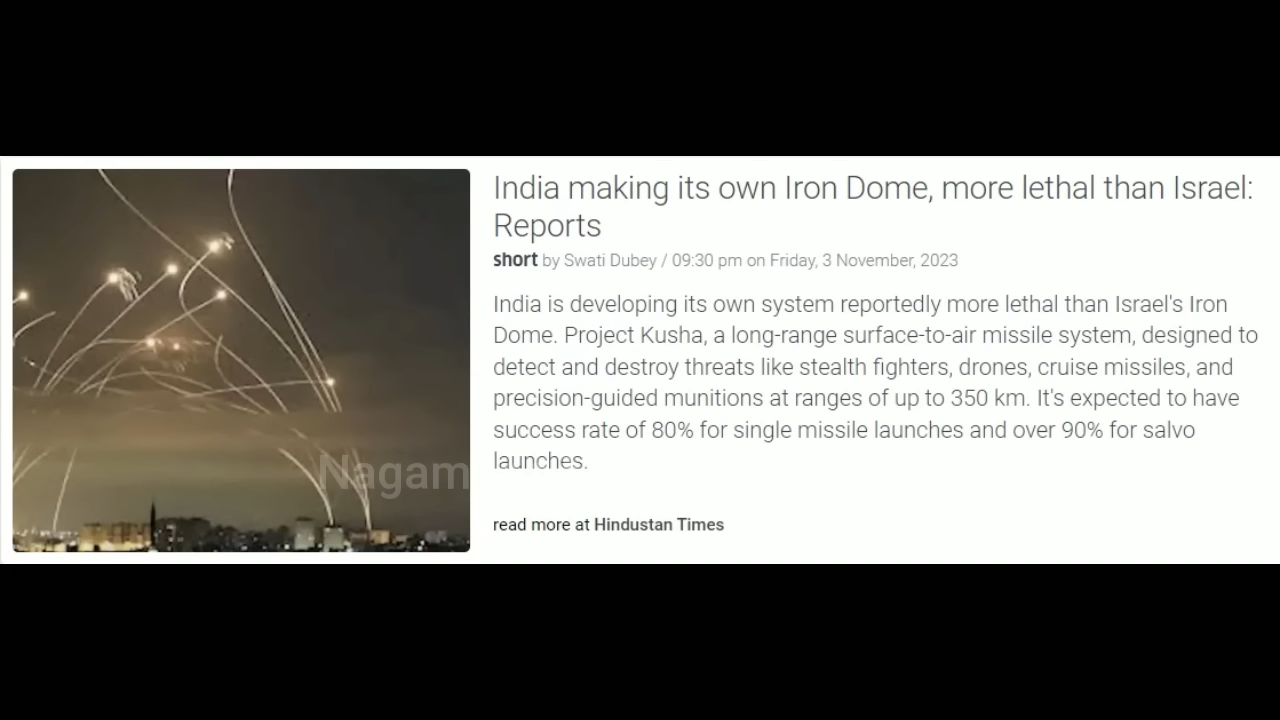 India making its own Iron Dome, more lethal than Israel:
Reports
short by Swati Dubey / 09:30 pm on Friday, 3 November, 2023
India is developing its own system reportedly more lethal than Israel's Iron
Dome. Project Kusha, a long-range surface-to-air missile system, designed to
detect and destroy threats like stealth fighters, drones, cruise missiles, and
precision-guided munitions at ranges of up to 350 km. It's expected to have
success rate of 80% for single missile launches and over 90% for salvo
launches.
Nagam
read more at Hindustan Times